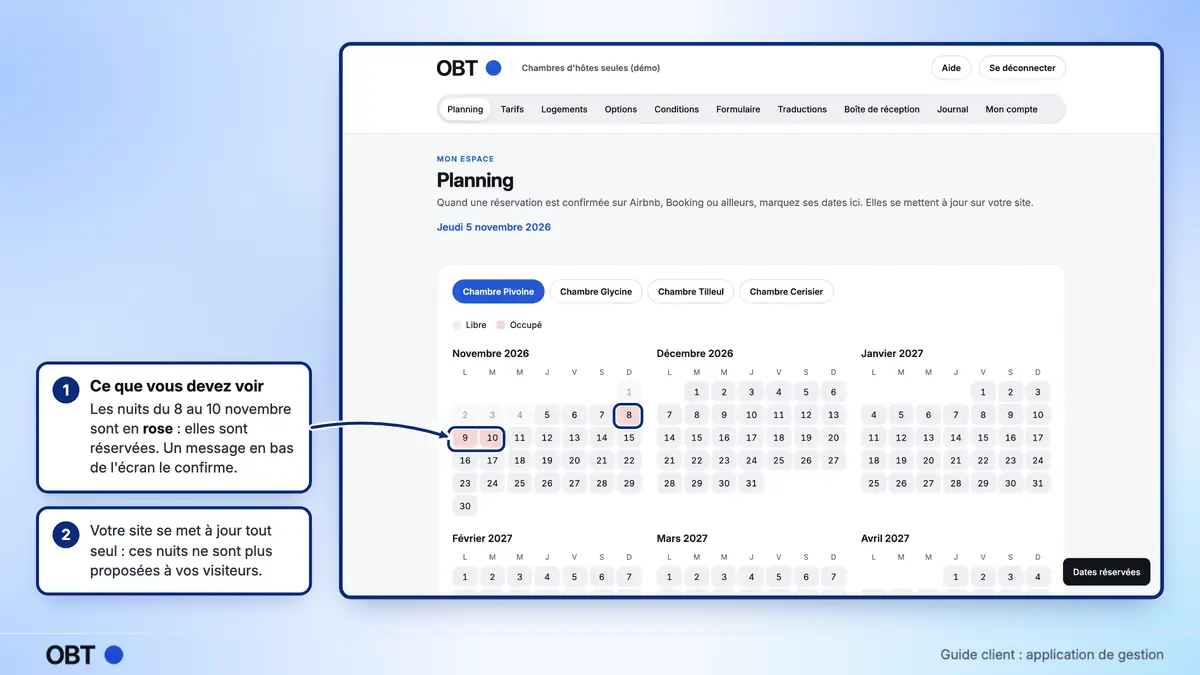 OBT
Chambres d'hôtes seules (démo)
Aide
Se déconnecter
Planning Tarifs Logements Options Conditions Formulaire Traductions Boîte de réception Journal Mon compte
MON ESPACE
Planning
Quand une réservation est confirmée sur Airbnb, Booking ou ailleurs, marquez ses dates ici. Elles se mettent à jour sur votre site.
Jeudi 5 novembre 2026
Chambre Pivoine Chambre Glycine Chambre Tilleul Chambre Cerisier
Libre Occupé
Novembre 2026
L M M J V S D
1
2 3 4 5 6 7 8
9 10 11 12 13 14 15
16 17 18 19 20 21 22
23 24 25 26 27 28 29
30
Décembre 2026
L M M J V S D
1 2 3 4 5 6
7 8 9 10 11 12 13
14 15 16 17 18 19 20
21 22 23 24 25 26 27
28 29 30 31
Janvier 2027
L M M J V S D
1 2 3
4 5 6 7 8 9 10
11 12 13 14 15 16 17
18 19 20 21 22 23 24
25 26 27 28 29 30 31
Février 2027
L M M J V S D
1 2 3 4 5 6 7
Mars 2027
L M M J V S D
1 2 3 4 5 6 7
Avril 2027
L M M J V S D
1 2 3 4
Dates réservées
1
Ce que vous devez voir
Les nuits du 8 au 10 novembre
sont en rose : elles sont
réservées. Un message en bas
de l'écran le confirme.
2
Votre site se met à jour tout
seul : ces nuits ne sont plus
proposées à vos visiteurs.
OBT
Guide client : application de gestion